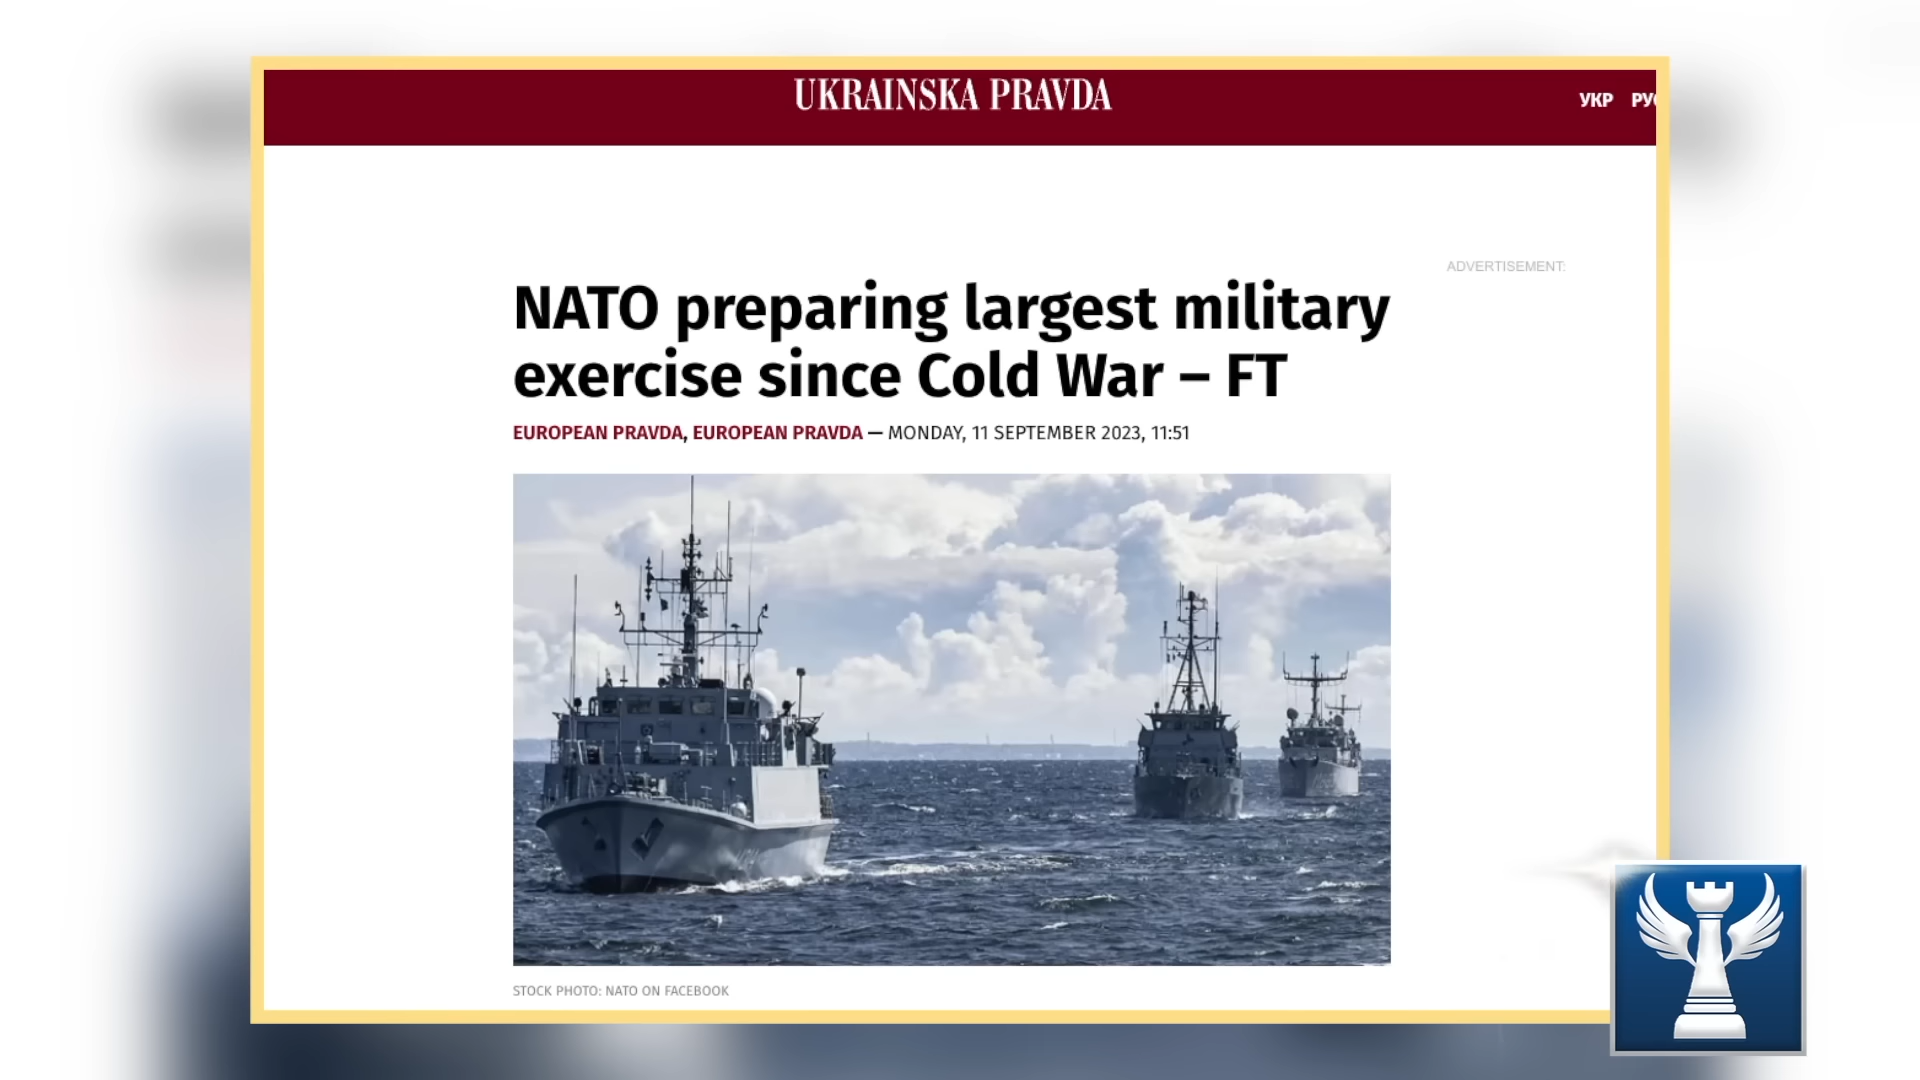 UKRAINSKA PRAVDA
УКР
NATO preparing largest military
exercise since Cold War – FT
ADVERTISEMENT:
EUROPEAN PRAVDA, EUROPEAN PRAVDA — MONDAY, 11 SEPTEMBER 2023, 11:51
STOCK PHOTO: NATO ON FACEBOOK